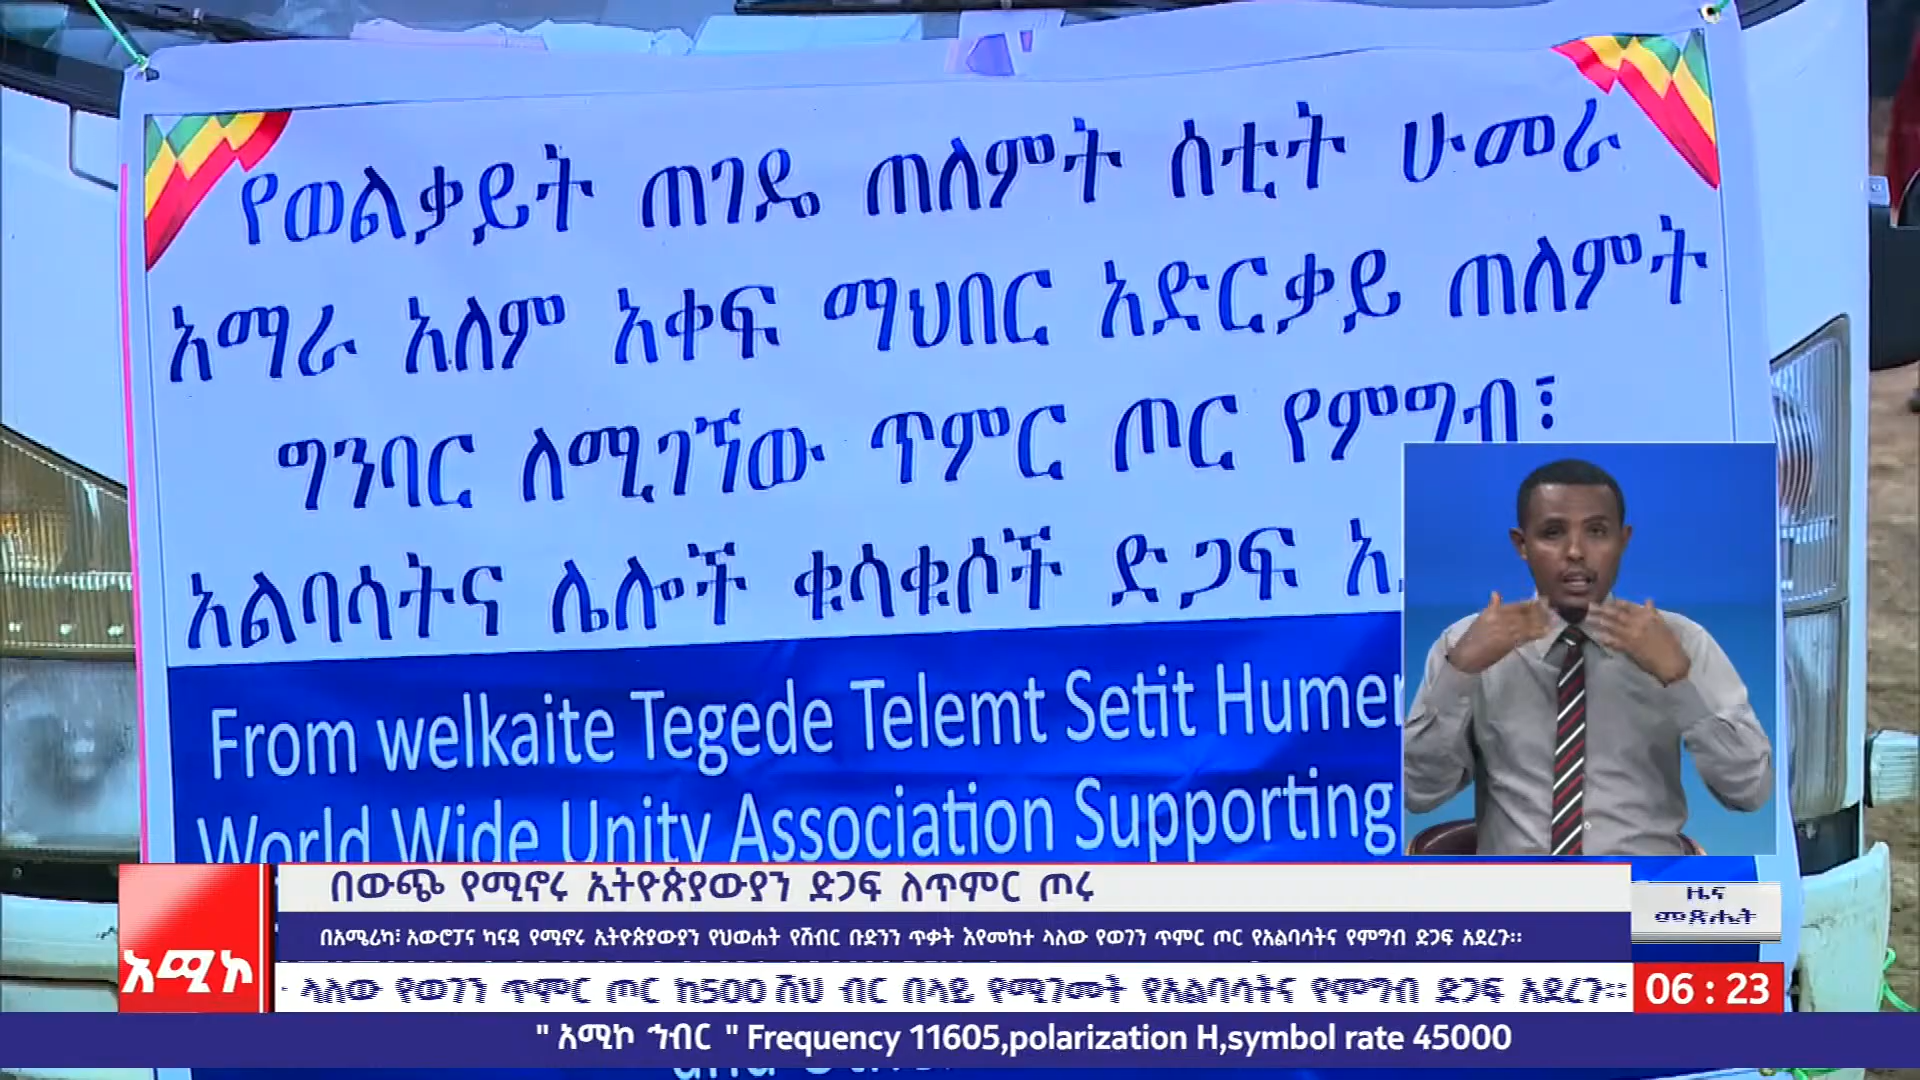 የወልቃይት ጠገዴ ጠለምት ሰቲት ሁመራ
አማራ አለም አቀፍ ማህበር አድርቃይ ጠለምት
ግንባር ለሚገኘው ጥምር ጦር የምግብ፣
አልባሳትና ሌሎች ቁሳቁሶች ድጋፍ
From welkaite Tegede Telemt Setit
World Wide Unity Association Supporting
በውጭ የሚኖሩ ኢትዮጵያውያን ድጋፍ ለጥምር ጦሩ
ዜና
መጽሔት
በአሜሪካ፣ አውሮፓና ካናዳ የሚኖሩ ኢትዮጵያውያን የህወሐት የሽብር ቡድንን ጥቃት እየመከተ ላለው የወገን ጥምር ጦር የአልባሳትና የምግብ ድጋፍ አደረጉ።
አሚኮ
ላለው የወገን ጥምር ጦር ከ500 ሽህ ብር በላይ የሚገመት የአልባሳትና የምግብ ድጋፍ አደረጉ።
06 : 23
" አሚኮ ኅብር " Frequency 11605,polarization H,symbol rate 45000